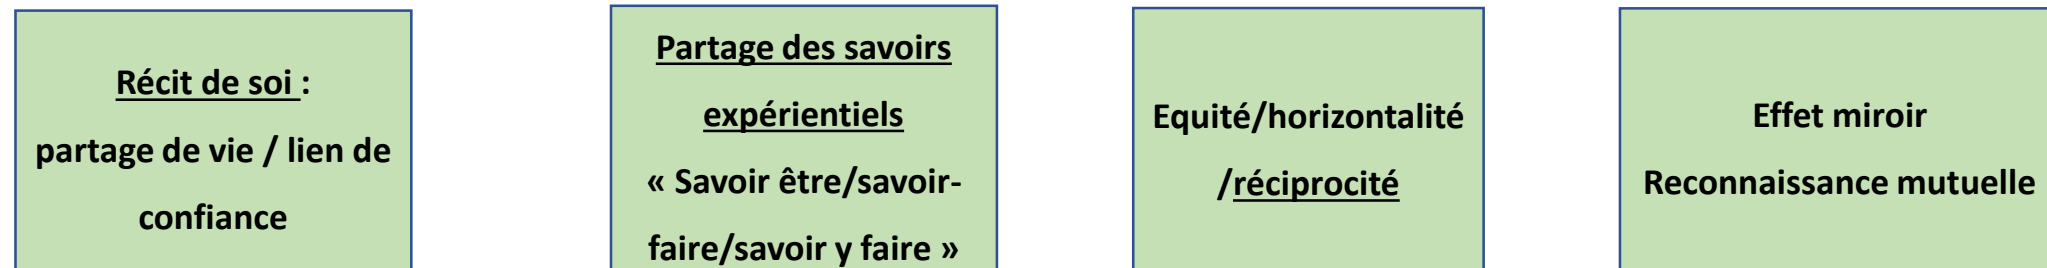 Récit de soi :
partage de vie / lien de
confiance
Partage des savoirs
expérientiels
« Savoir être/savoir-
faire/savoir y faire »
Equité/horizontalité
/réciprocité
Effet miroir
Reconnaissance mutuelle